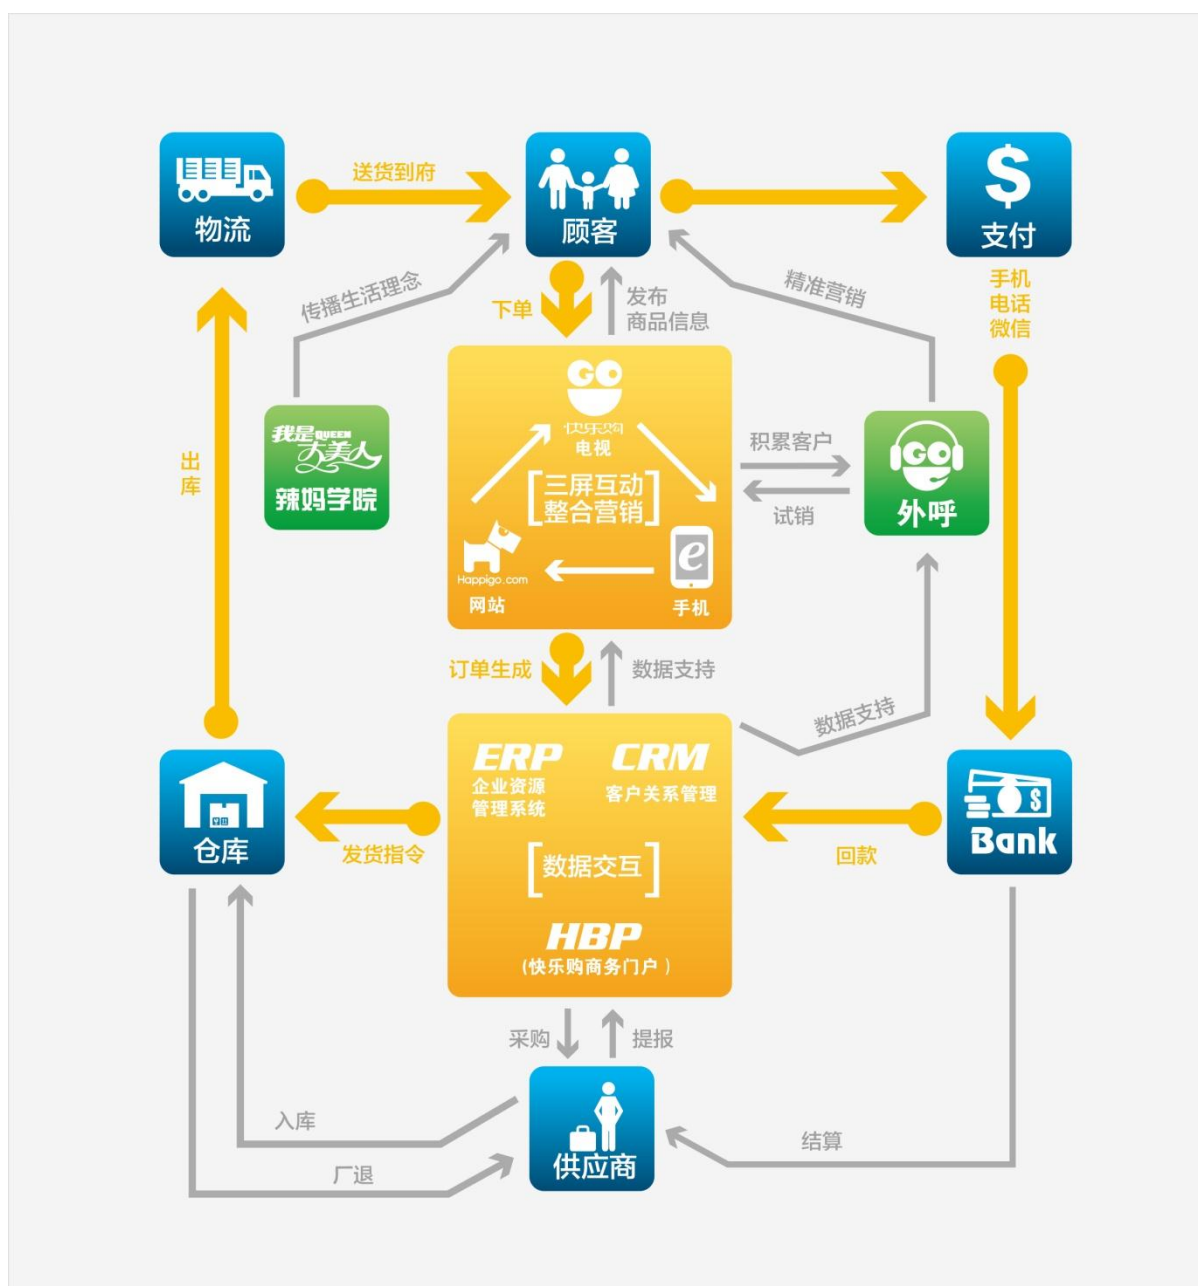 送货到府
物流
顾客
$
支付
传播生活理念
下单
发布
商品信息
精准营销
手机
电话
微信
GO
快乐购
电视
我是QUEEN
大美人
辣妈学院
出
库
三屏互动
整合营销
积累客户
试销
GO
外呼
Happigo.com
网站
e
手机
订单生成
数据支持
数据支持
ERP
企业资源
管理系统
CRM
客户关系管理
仓库
发货指令
数据交互
回款
$
Bank
HBP
(快乐购商务门户)
采购
提报
入库
厂退
供应商
结算